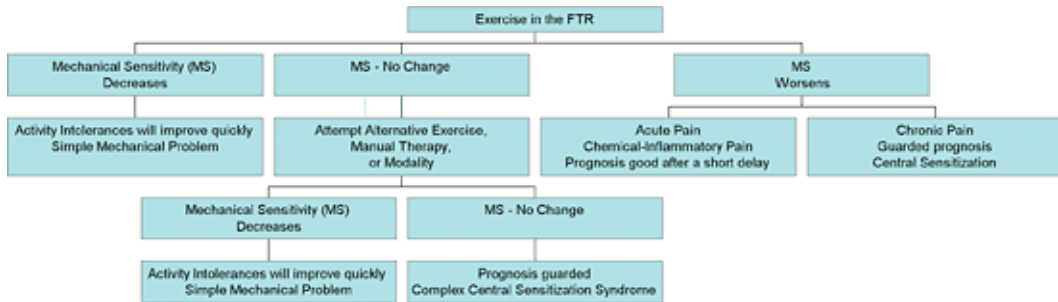 Exercise in the FTR
Mechanical Sensitivity (MS)
Decreases
MS - No Change
MS
Worsens
Activity Intolerances will improve quickly
Simple Mechanical Problem
Attempt Alternative Exercise,
Manual Therapy,
or Modality
Acute Pain
Chemical-Inflammatory Pain
Prognosis good after a short delay
Chronic Pain
Guarded prognosis
Central Sensitization
Mechanical Sensitivity (MS)
Decreases
MS - No Change
Activity Intolerances will improve quickly
Simple Mechanical Problem
Prognosis guarded
Complex Central Sensitization Syndrome